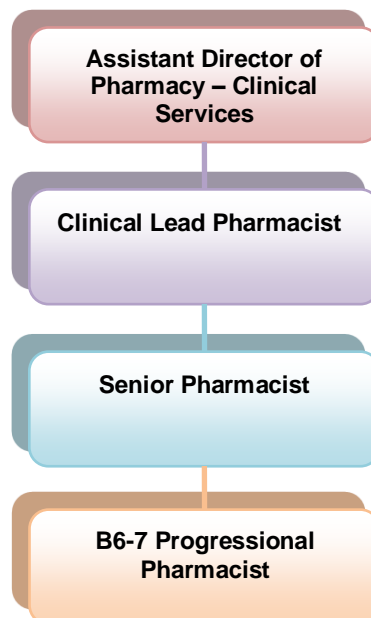 Assistant Director of
Pharmacy – Clinical
Services
Clinical Lead Pharmacist
Senior Pharmacist
B6-7 Progressional
Pharmacist